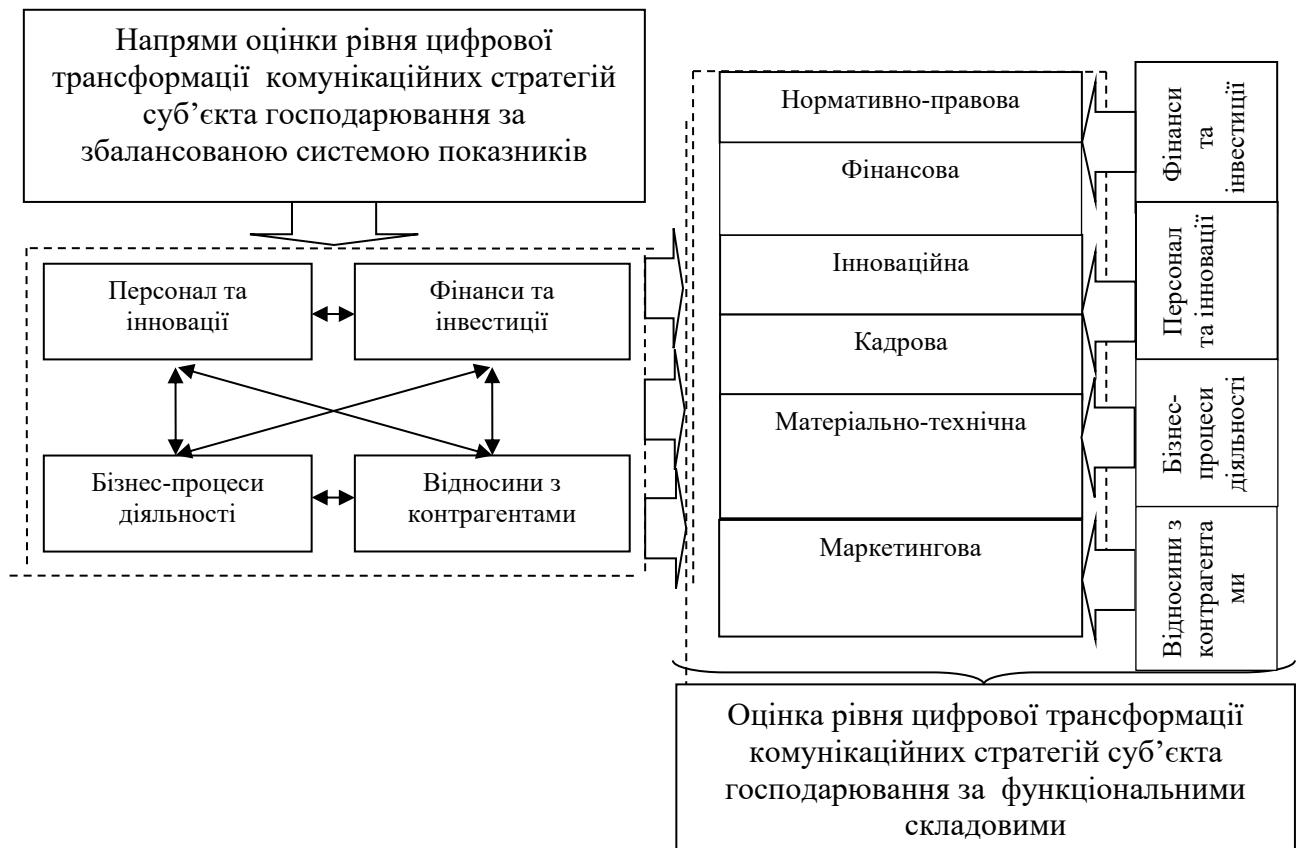 Напрями оцінки рівня цифрової
трансформації комунікаційних стратегій
суб’єкта господарювання за
збалансованою системою показників
Персонал та
інновації
Фінанси та
інвестиції
Бізнес-процеси
діяльності
Відносини з
контрагентами
Нормативно-правова
Фінансова
Інноваційна
Кадрова
Матеріально-технічна
Маркетингова
Фінанси
та
інвестиції
Персонал
та інновації
Бізнес-
процеси
діяльності
Відносини з
контрагента
ми
Оцінка рівня цифрової трансформації
комунікаційних стратегій суб’єкта
господарювання за функціональними
складовими